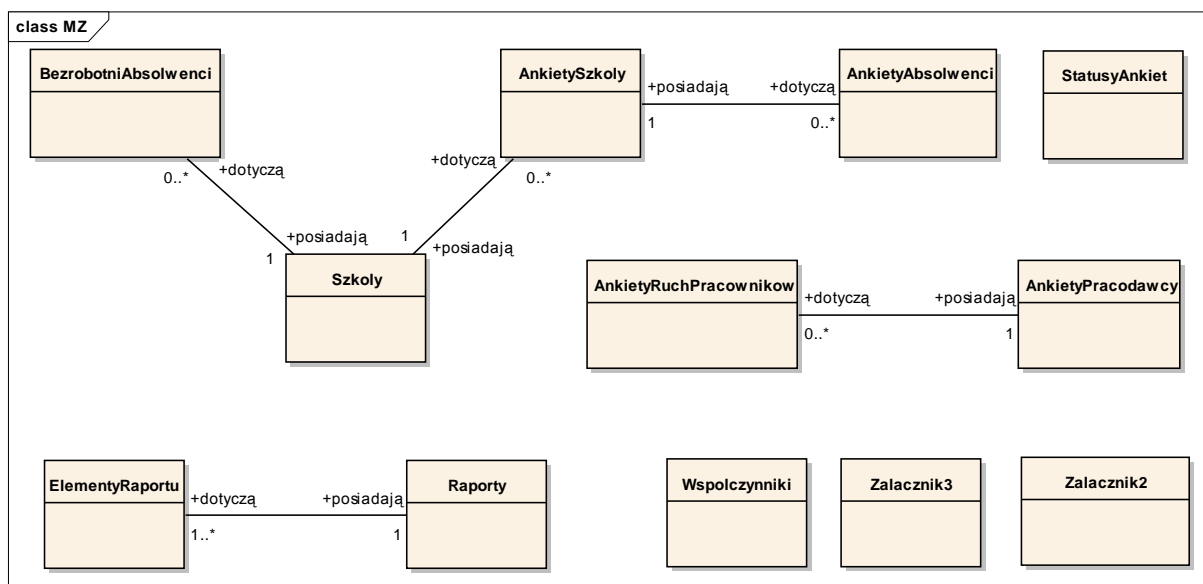 class MZ
BezrobotniAbsolwenci
AnkietySzkoly
AnkietyAbsolwenci
StatusyAnkiet
+posiadają
+dotyczą
1
0..*
+dotyczą
0..*
+dotyczą
0..*
+posiadają
1
1
+posiadają
Szkoly
AnkietyRuchPracownikow
AnkietyPracodawcy
+dotyczą
+posiadają
0..*
1
ElementyRaportu
Raporty
Wspolczynniki
Zalacznik3
Zalacznik2
+dotyczą
+posiadają
1..*
1